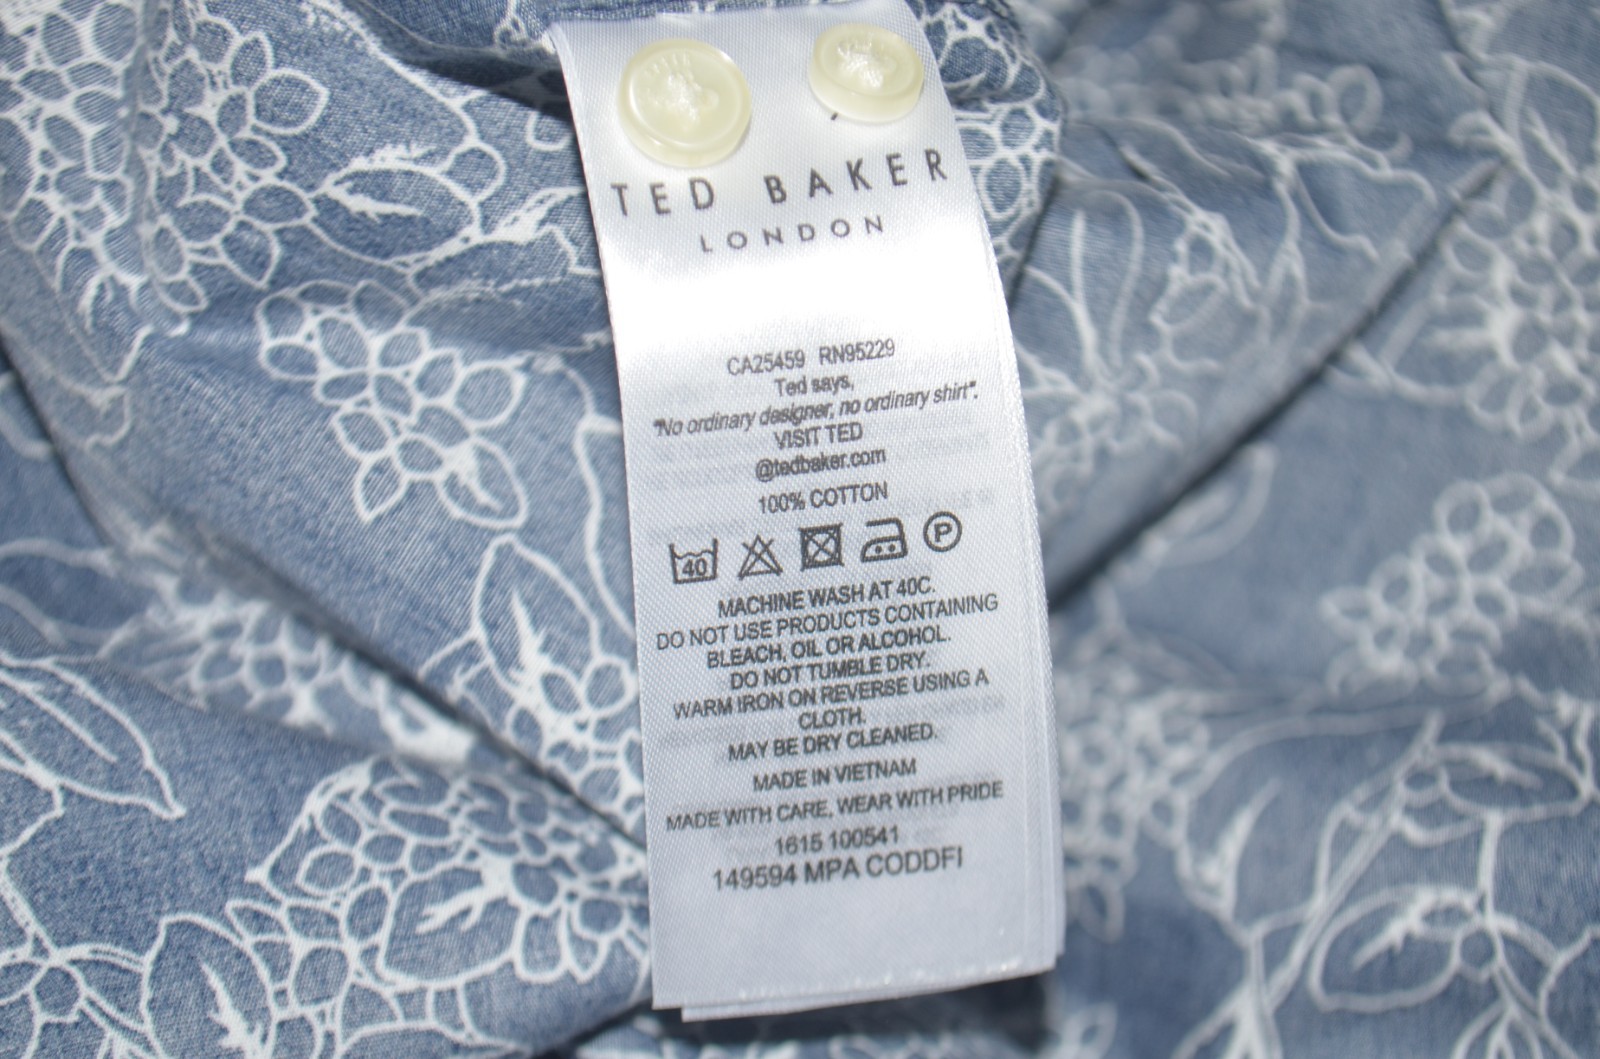 TED BAKER
LONDON
CA25459 RN95229
Ted says,
"No ordinary designer, no ordinary shirt".
VISIT TED
@tedbaker.com
100% COTTON
40 P
MACHINE WASH AT 40C.
DO NOT USE PRODUCTS CONTAINING
BLEACH, OIL OR ALCOHOL.
DO NOT TUMBLE DRY.
WARM IRON ON REVERSE USING A
CLOTH.
MAY BE DRY CLEANED.
MADE IN VIETNAM
MADE WITH CARE, WEAR WITH PRIDE
1615 100541
149594 MPA CODDFI